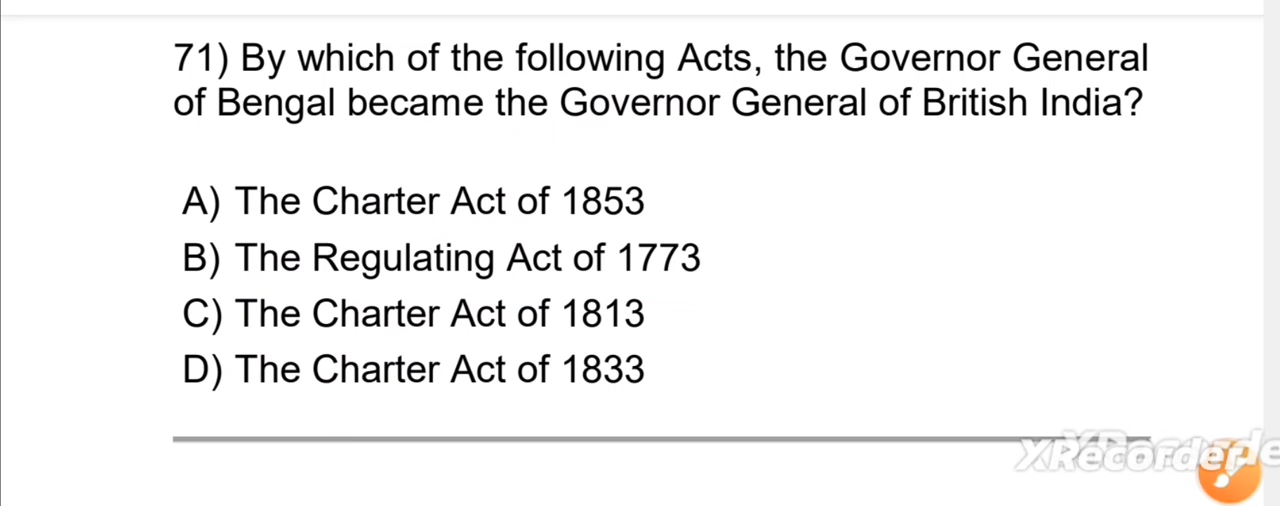 71) By which of the following Acts, the Governor General
of Bengal became the Governor General of British India?
A) The Charter Act of 1853
B) The Regulating Act of 1773
C) The Charter Act of 1813
D) The Charter Act of 1833
XRecorder